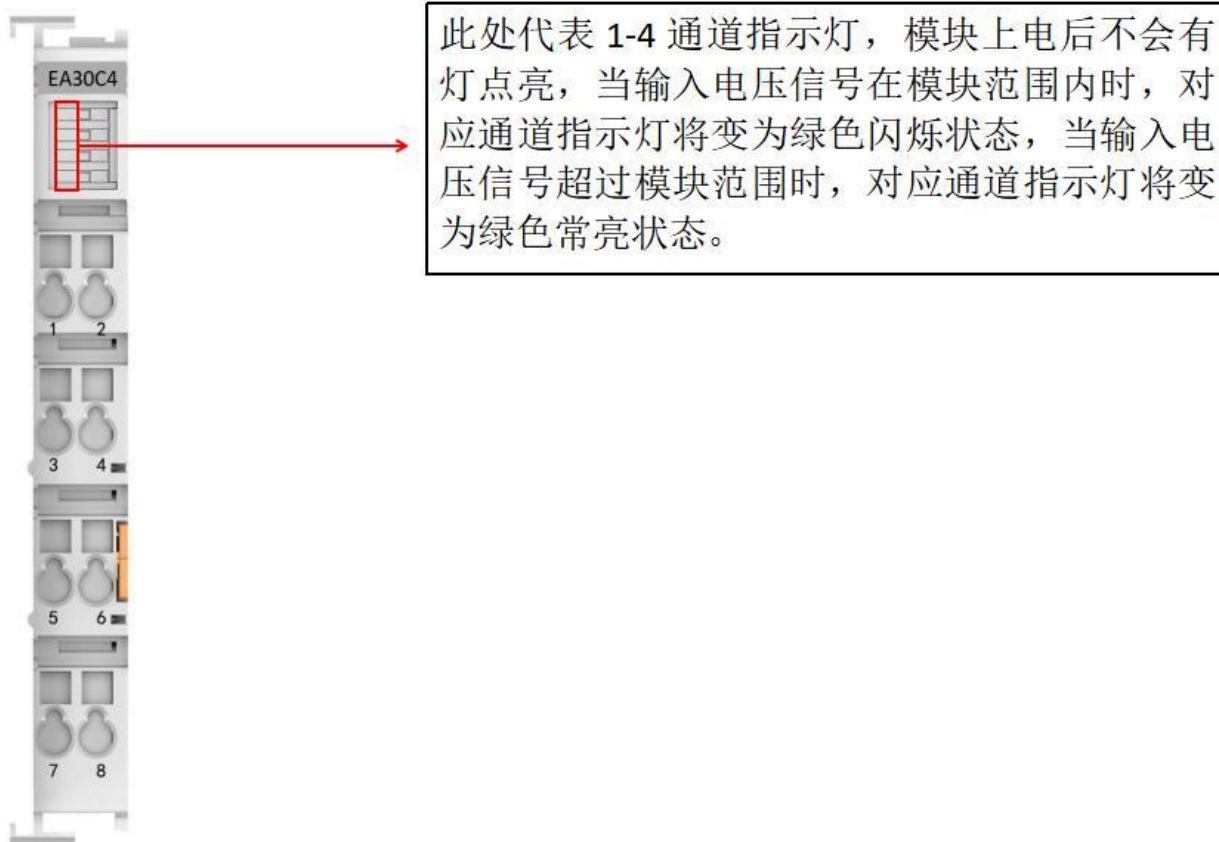 EA30C4
此处代表 1-4 通道指示灯，模块上电后不会有
灯点亮，当输入电压信号在模块范围内时，对
应通道指示灯将变为绿色闪烁状态，当输入电
压信号超过模块范围时，对应通道指示灯将变
为绿色常亮状态。
1 2
3 4
5 6
7 8